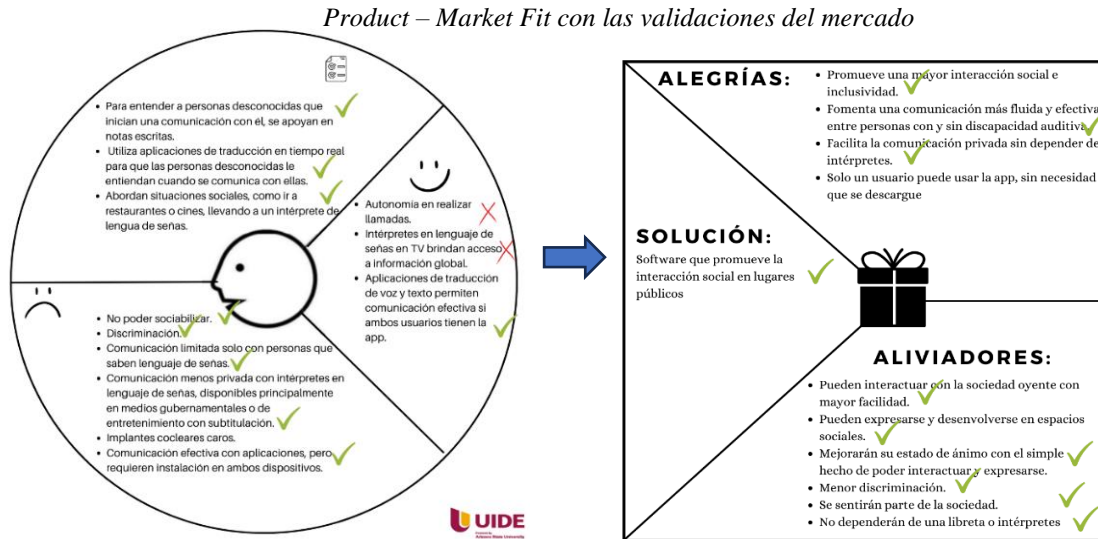 Product – Market Fit con las validaciones del mercado
• Para entender a personas desconocidas que
inician una comunicación con él, se apoyan en
notas escritas.
• Utiliza aplicaciones de traducción en tiempo real
para que las personas desconocidas le
entiendan cuando se comunica con ellas.
• Abordan situaciones sociales, como ir a
restaurantes o cines, llevando a un intérprete de
lengua de señas.
• Autonomia en realizar
llamadas.
• Intérpretes en lenguaje de
señas en TV brindan acceso
a información global.
• Aplicaciones de traducción
de voz y texto permiten
comunicación efectiva si
ambos usuarios tienen la
app.
• No poder sociabilizar.
• Discriminación.
• Comunicación limitada solo con personas que
saben lenguaje de señas.
• Comunicación menos privada con intérpretes en
lenguaje de señas, disponibles principalmente
en medios gubernamentales o de
entretenimiento con subtitulación.
• Implantes cocleares caros.
• Comunicación efectiva con aplicaciones, pero
requieren instalación en ambos dispositivos.
UIDE
ALEGRÍAS:
• Promueve una mayor interacción social e
inclusividad.
• Fomenta una comunicación más fluida y efectiva
entre personas con y sin discapacidad auditiva
• Facilita la comunicación privada sin depender de
intérpretes.
• Solo un usuario puede usar la app, sin necesidad
que se descargue
SOLUCIÓN:
Software que promueve la
interacción social en lugares
públicos
ALIVIADORES:
• Pueden interactuar con la sociedad oyente con
mayor facilidad.
• Pueden expresarse y desenvolverse en espacios
sociales.
• Mejorarán su estado de ánimo con el simple
hecho de poder interactuar y expresarse.
• Menor discriminación.
• Se sentirán parte de la sociedad.
• No dependerán de una libreta o intérpretes